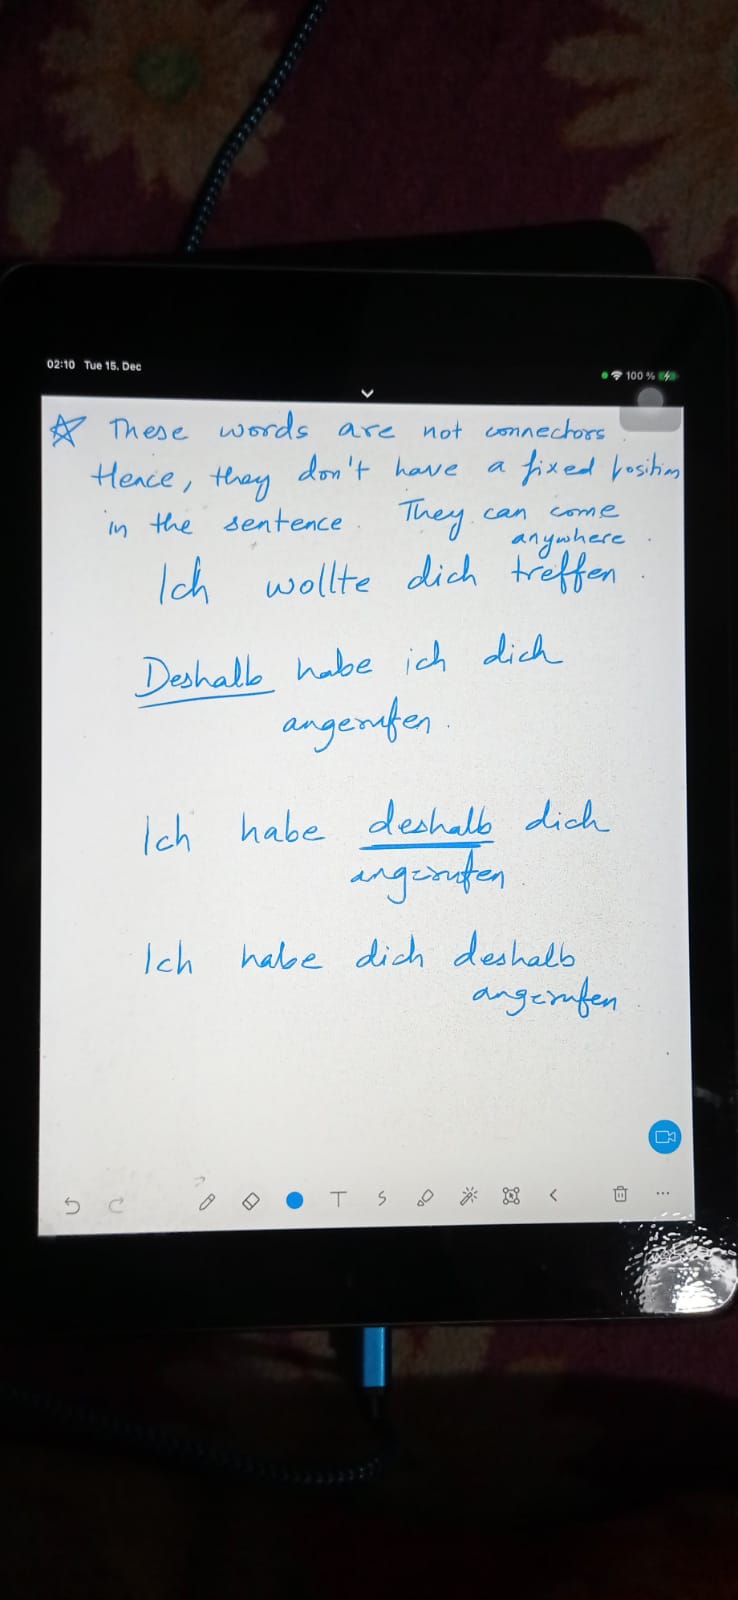 02:10 Tue 15. Dec
100 %
☆ These words are not connectors.
Hence, they don't have a fixed position
in the sentence. They can come
anywhere.
Ich wollte dich treffen.
Deshalb habe ich dich
angerufen.
Ich habe deshalb dich
angerufen.
Ich habe dich deshalb
angerufen.
T